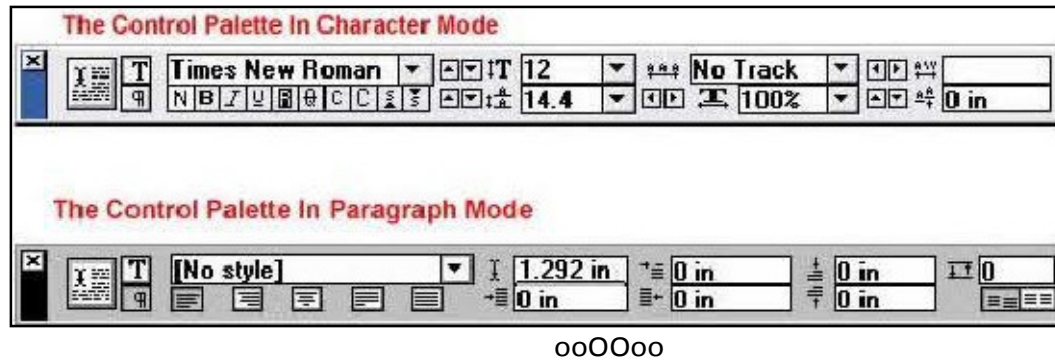 The Control Palette In Character Mode
T Times New Roman T 12 No Track
¶ N B I U R C C S S 14.4 100% 0 in
The Control Palette In Paragraph Mode
T [No style] 1.292 in 0 in 0 in 0
¶ 0 in 0 in 0 in
ooOOoo